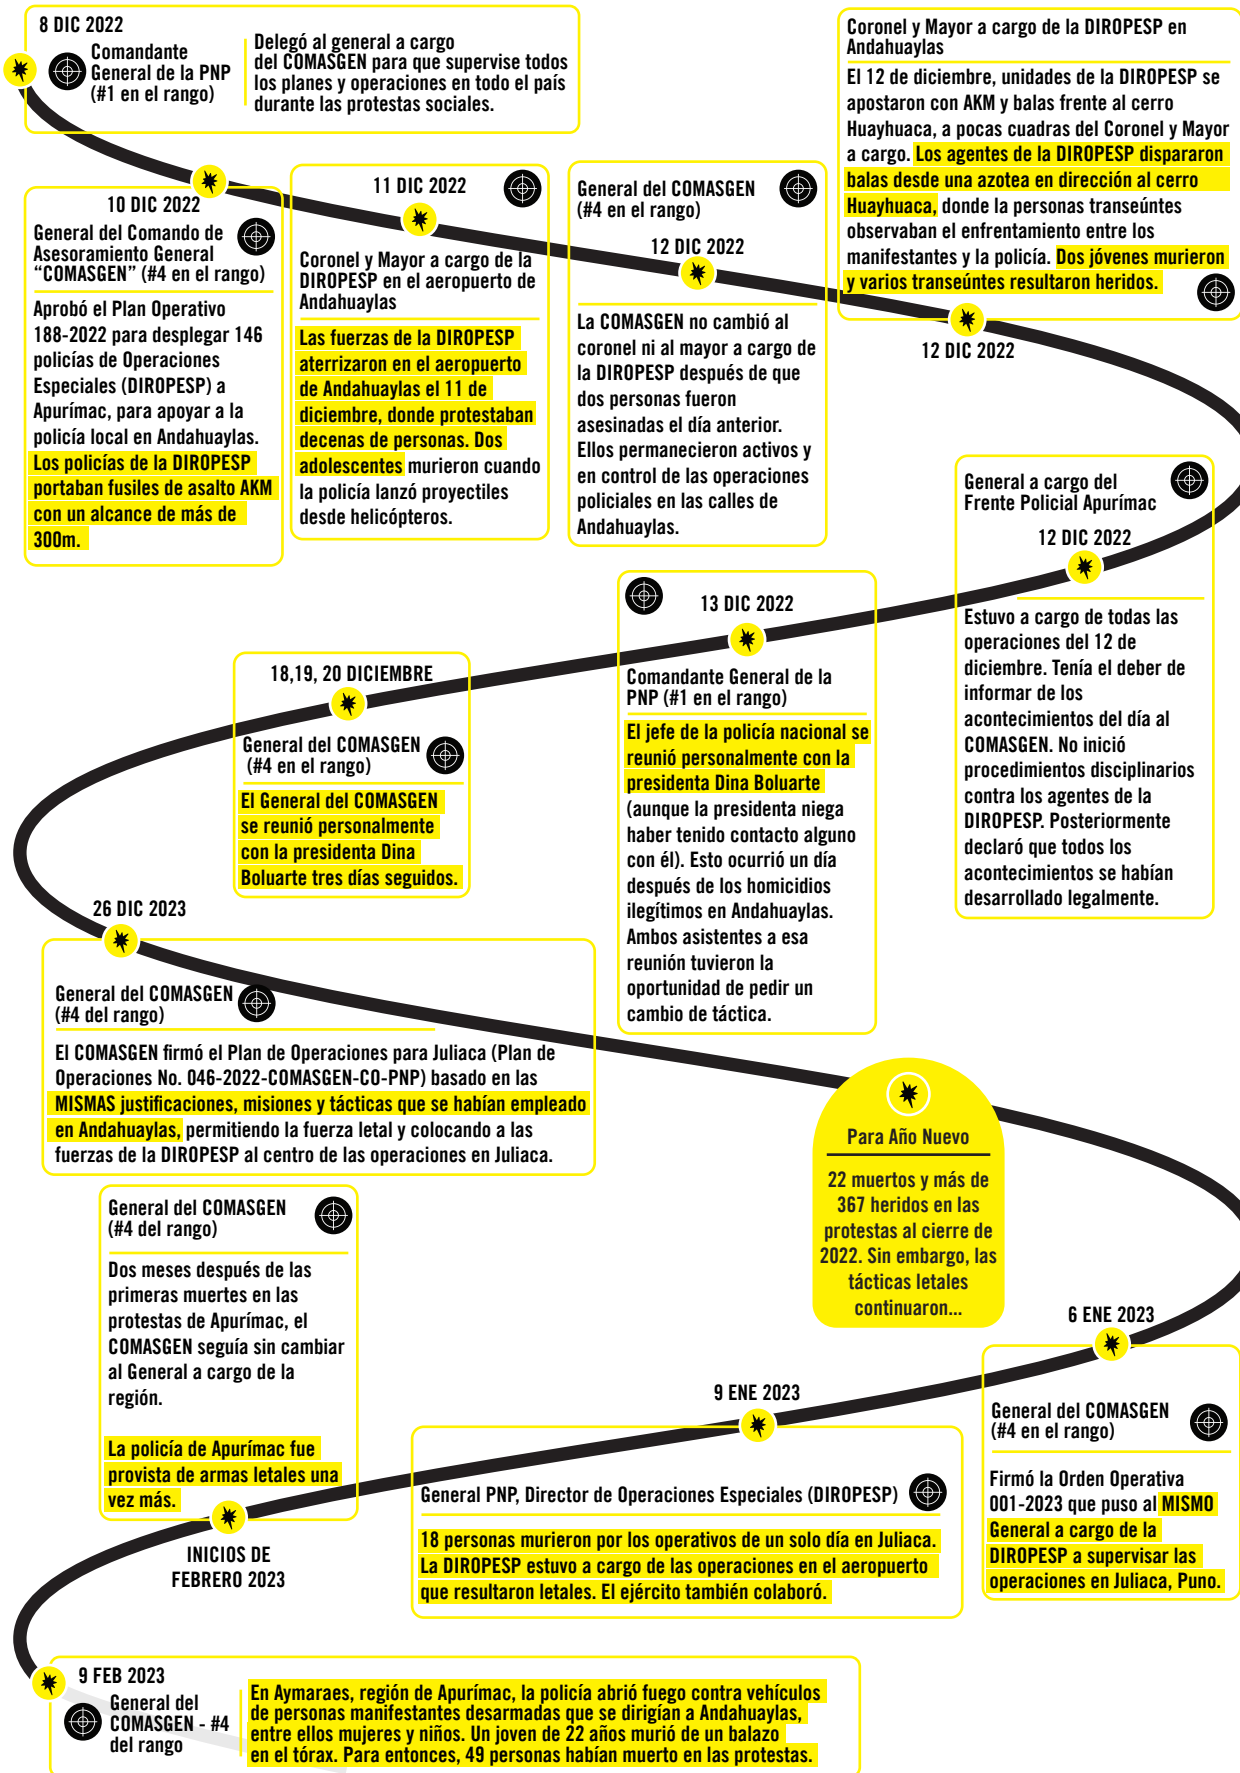 8 DIC 2022
Comandante
General de la PNP
(#1 en el rango)
Delegó al general a cargo
del COMASGEN para que supervise todos
los planes y operaciones en todo el país
durante las protestas sociales.
10 DIC 2022
General del Comando de
Asesoramiento General
“COMASGEN” (#4 en el rango)
Aprobó el Plan Operativo
188-2022 para desplegar 146
policías de Operaciones
Especiales (DIROPESP) a
Apurímac, para apoyar a la
policía local en Andahuaylas.
Los policías de la DIROPESP
portaban fusiles de asalto AKM
con un alcance de más de
300m.
11 DIC 2022
Coronel y Mayor a cargo de la
DIROPESP en el aeropuerto de
Andahuaylas
Las fuerzas de la DIROPESP
aterrizaron en el aeropuerto
de Andahuaylas el 11 de
diciembre, donde protestaban
decenas de personas. Dos
adolescentes murieron cuando
la policía lanzó proyectiles
desde helicópteros.
General del COMASGEN
(#4 en el rango)
12 DIC 2022
La COMASGEN no cambió al
coronel ni al mayor a cargo de
la DIROPESP después de que
dos personas fueron
asesinadas el día anterior.
Ellos permanecieron activos y
en control de las operaciones
policiales en las calles de
Andahuaylas.
Coronel y Mayor a cargo de la DIROPESP en
Andahuaylas
El 12 de diciembre, unidades de la DIROPESP se
apostaron con AKM y balas frente al cerro
Huayhuaca, a pocas cuadras del Coronel y Mayor
a cargo. Los agentes de la DIROPESP dispararon
balas desde una azotea en dirección al cerro
Huayhuaca, donde la personas transeúntes
observaban el enfrentamiento entre los
manifestantes y la policía. Dos jóvenes murieron
y varios transeúntes resultaron heridos.
12 DIC 2022
General a cargo del
Frente Policial Apurímac
12 DIC 2022
Estuvo a cargo de todas las
operaciones del 12 de
diciembre. Tenía el deber de
informar de los
acontecimientos del día al
COMASGEN. No inició
procedimientos disciplinarios
contra los agentes de la
DIROPESP. Posteriormente
declaró que todos los
acontecimientos se habían
desarrollado legalmente.
13 DIC 2022
Comandante General de la
PNP (#1 en el rango)
El jefe de la policía nacional se
reunió personalmente con la
presidenta Dina Boluarte
(aunque la presidenta niega
haber tenido contacto alguno
con él). Esto ocurrió un día
después de los homicidios
ilegítimos en Andahuaylas.
Ambos asistentes a esa
reunión tuvieron la
oportunidad de pedir un
cambio de táctica.
18,19, 20 DICIEMBRE
General del COMASGEN
(#4 en el rango)
El General del COMASGEN
se reunió personalmente
con la presidenta Dina
Boluarte tres días seguidos.
26 DIC 2023
General del COMASGEN
(#4 del rango)
El COMASGEN firmó el Plan de Operaciones para Juliaca (Plan de
Operaciones No. 046-2022-COMASGEN-CO-PNP) basado en las
MISMAS justificaciones, misiones y tácticas que se habían empleado
en Andahuaylas, permitiendo la fuerza letal y colocando a las
fuerzas de la DIROPESP al centro de las operaciones en Juliaca.
Para Año Nuevo
22 muertos y más de
367 heridos en las
protestas al cierre de
2022. Sin embargo, las
tácticas letales
continuaron...
6 ENE 2023
General del COMASGEN
(#4 en el rango)
Firmó la Orden Operativa
001-2023 que puso al MISMO
General a cargo de la
DIROPESP a supervisar las
operaciones en Juliaca, Puno.
9 ENE 2023
General PNP, Director de Operaciones Especiales (DIROPESP)
18 personas murieron por los operativos de un solo día en Juliaca.
La DIROPESP estuvo a cargo de las operaciones en el aeropuerto
que resultaron letales. El ejército también colaboró.
General del COMASGEN
(#4 del rango)
Dos meses después de las
primeras muertes en las
protestas de Apurímac, el
COMASGEN seguía sin cambiar
al General a cargo de la
región.
La policía de Apurímac fue
provista de armas letales una
vez más.
INICIOS DE
FEBRERO 2023
9 FEB 2023
General del
COMASGEN - #4
del rango
En Aymaraes, región de Apurímac, la policía abrió fuego contra vehículos
de personas manifestantes desarmadas que se dirigían a Andahuaylas,
entre ellos mujeres y niños. Un joven de 22 años murió de un balazo
en el tórax. Para entonces, 49 personas habían muerto en las protestas.